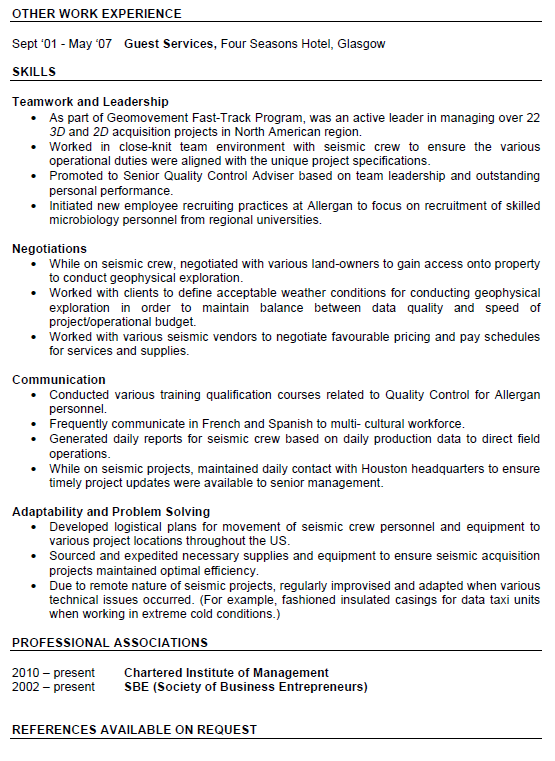 OTHER WORK EXPERIENCE
Sept ‘01 - May ‘07 Guest Services, Four Seasons Hotel, Glasgow
SKILLS
Teamwork and Leadership
• As part of Geomovement Fast-Track Program, was an active leader in managing over 22
3D and 2D acquisition projects in North American region.
• Worked in close-knit team environment with seismic crew to ensure the various
operational duties were aligned with the unique project specifications.
• Promoted to Senior Quality Control Adviser based on team leadership and outstanding
personal performance.
• Initiated new employee recruiting practices at Allergan to focus on recruitment of skilled
microbiology personnel from regional universities.
Negotiations
• While on seismic crew, negotiated with various land-owners to gain access onto property
to conduct geophysical exploration.
• Worked with clients to define acceptable weather conditions for conducting geophysical
exploration in order to maintain balance between data quality and speed of
project/operational budget.
• Worked with various seismic vendors to negotiate favourable pricing and pay schedules
for services and supplies.
Communication
• Conducted various training qualification courses related to Quality Control for Allergan
personnel.
• Frequently communicate in French and Spanish to multi- cultural workforce.
• Generated daily reports for seismic crew based on daily production data to direct field
operations.
• While on seismic projects, maintained daily contact with Houston headquarters to ensure
timely project updates were available to senior management.
Adaptability and Problem Solving
• Developed logistical plans for movement of seismic crew personnel and equipment to
various project locations throughout the US.
• Sourced and expedited necessary supplies and equipment to ensure seismic acquisition
projects maintained optimal efficiency.
• Due to remote nature of seismic projects, regularly improvised and adapted when various
technical issues occurred. (For example, fashioned insulated casings for data taxi units
when working in extreme cold conditions.)
PROFESSIONAL ASSOCIATIONS
2010 – present Chartered Institute of Management
2002 – present SBE (Society of Business Entrepreneurs)
REFERENCES AVAILABLE ON REQUEST